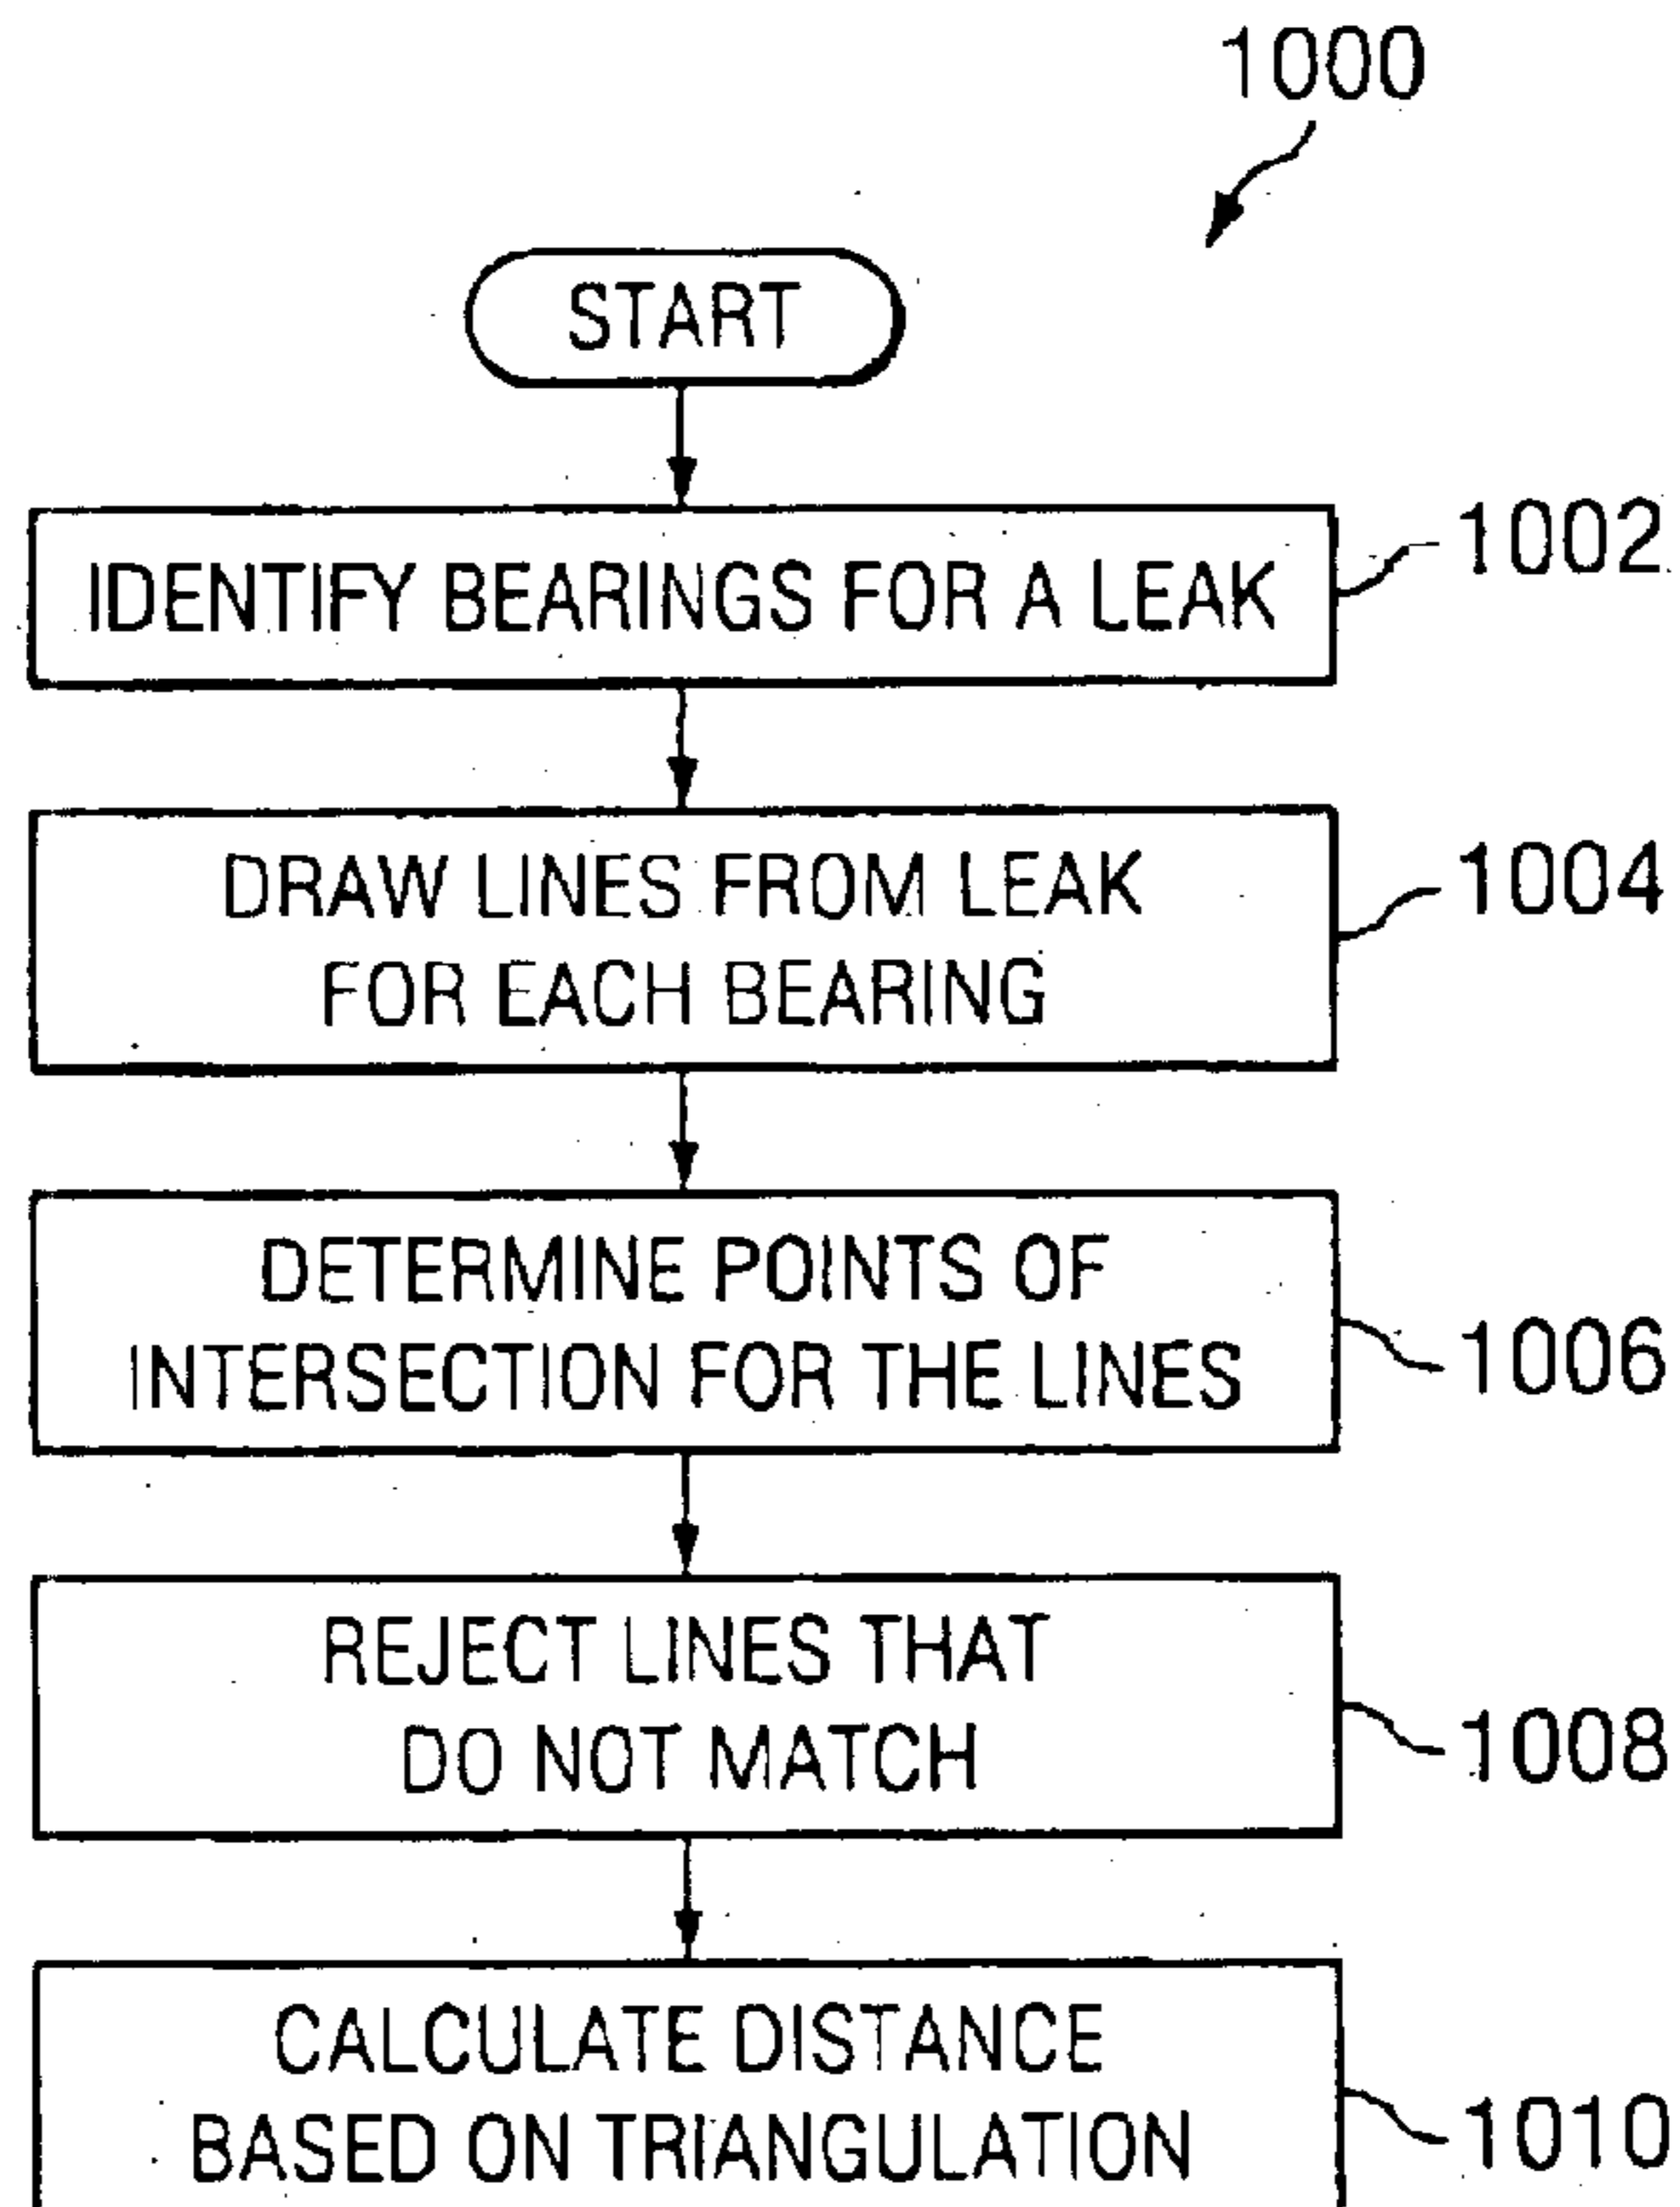 1000
START
IDENTIFY BEARINGS FOR A LEAK
1002
DRAW LINES FROM LEAK
FOR EACH BEARING
1004
DETERMINE POINTS OF
INTERSECTION FOR THE LINES
1006
REJECT LINES THAT
DO NOT MATCH
1008
CALCULATE DISTANCE
BASED ON TRIANGULATION
1010